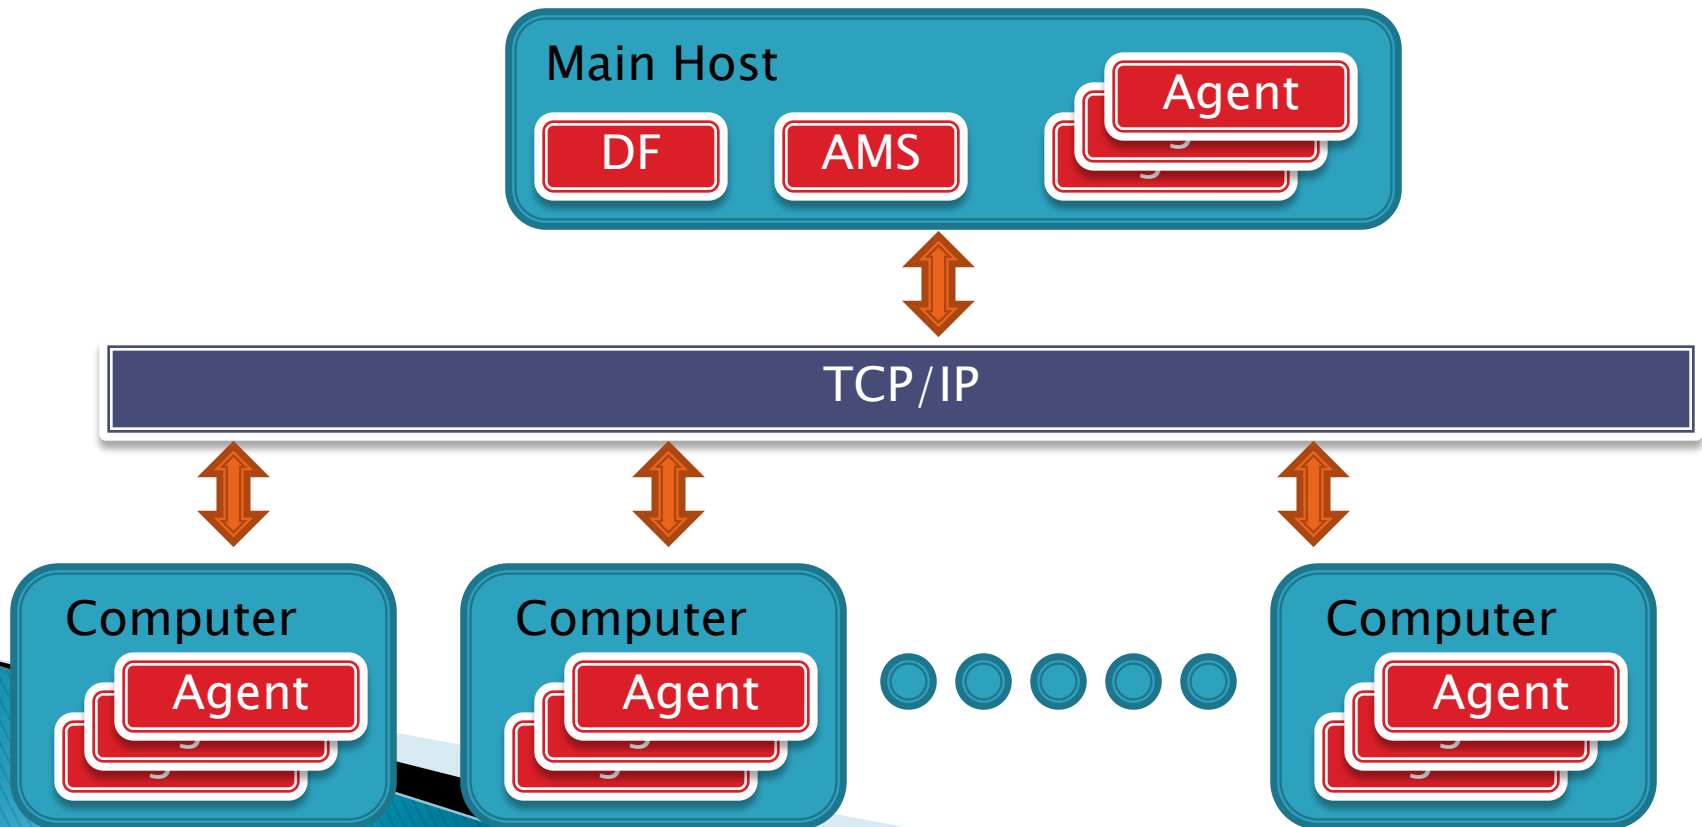 Main Host
Agent
DF
AMS
TCP/IP
Computer
Computer
Computer
Agent
Agent
Agent